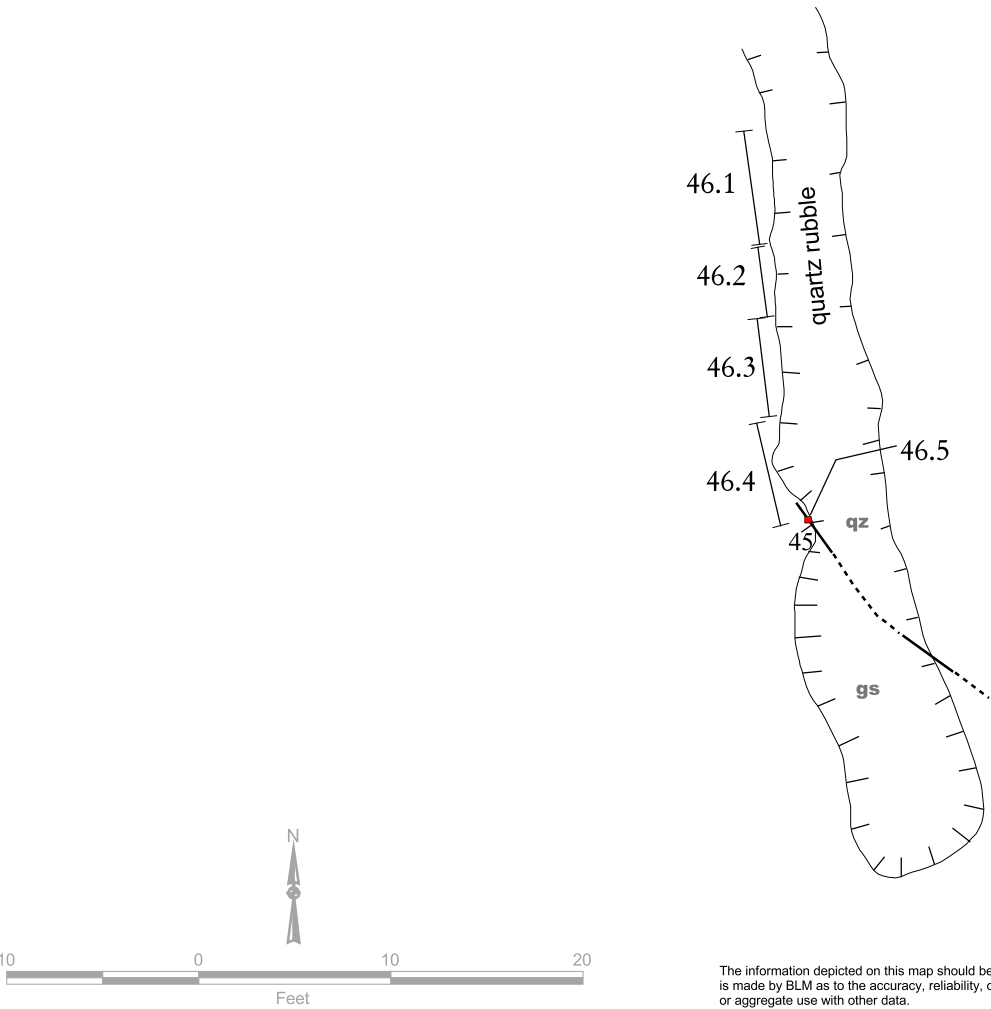 46.1
quartz rubble
46.2
46.3
46.5
46.4
qz
45
gs
N
10 0 10 20
Feet
The information depicted on this map should be
is made by BLM as to the accuracy, reliability,
or aggregate use with other data.